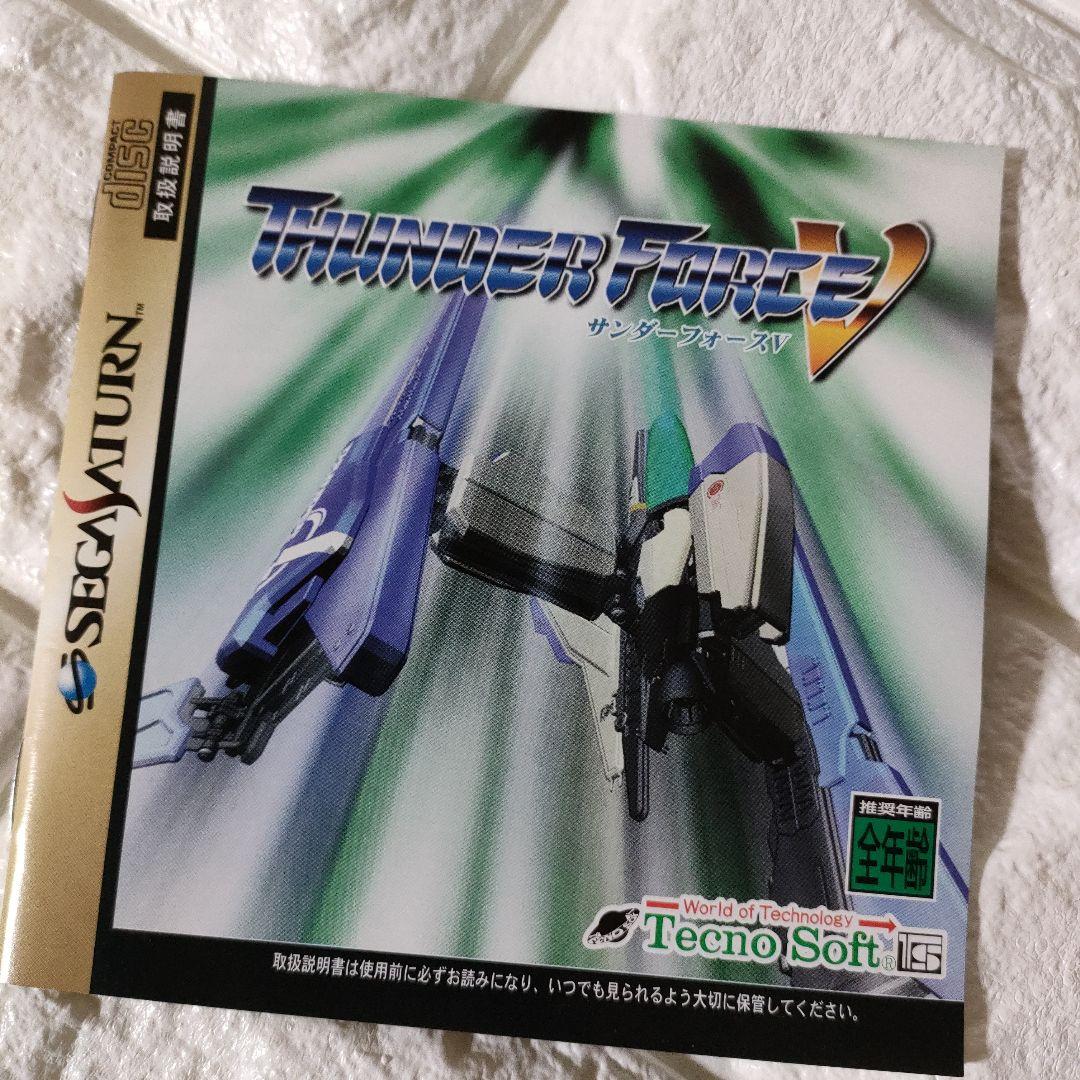 COMPACT
disc
取扱説明書
SEGA SATURN™
THUNDER FORCE V
サンダーフォースV
推奨年齢
全年齢
World of Technology
Tecno Soft®
取扱説明書は使用前に必ずお読みになり、いつでも見られるよう大切に保管してください。